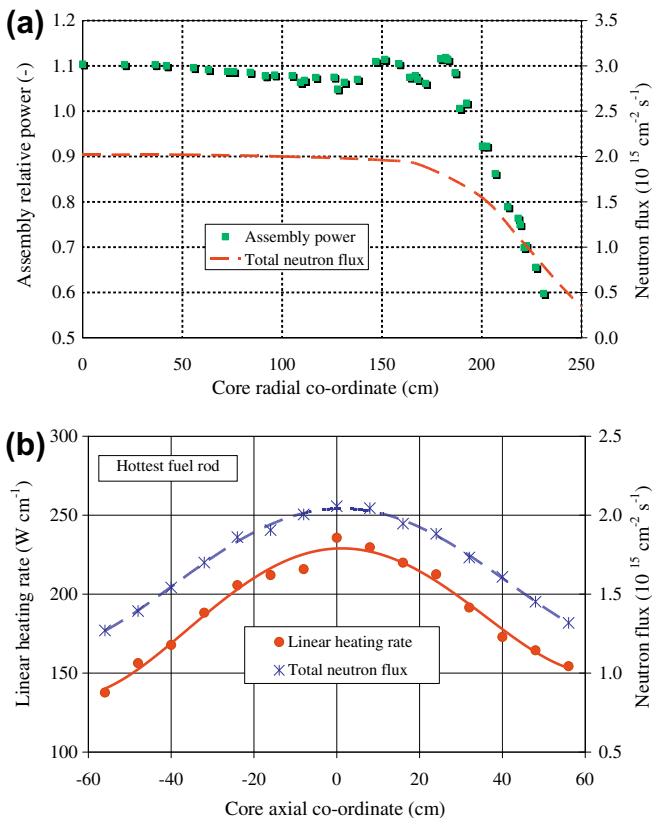 (a)
1.2
1.1
1.0
0.9
0.8
0.7
0.6
0.5
Assembly relative power (-)
3.5
3.0
2.5
2.0
1.5
1.0
0.5
0.0
Neutron flux (10 15 cm-2 s-1)
Assembly power
Total neutron flux
0 50 100 150 200 250
Core radial co-ordinate (cm)
(b)
300
250
200
150
100
Linear heating rate (W cm-1)
2.5
2.0
1.5
1.0
0.5
Neutron flux (10 15 cm-2 s-1)
Hottest fuel rod
Linear heating rate
Total neutron flux
-60 -40 -20 0 20 40 60
Core axial co-ordinate (cm)